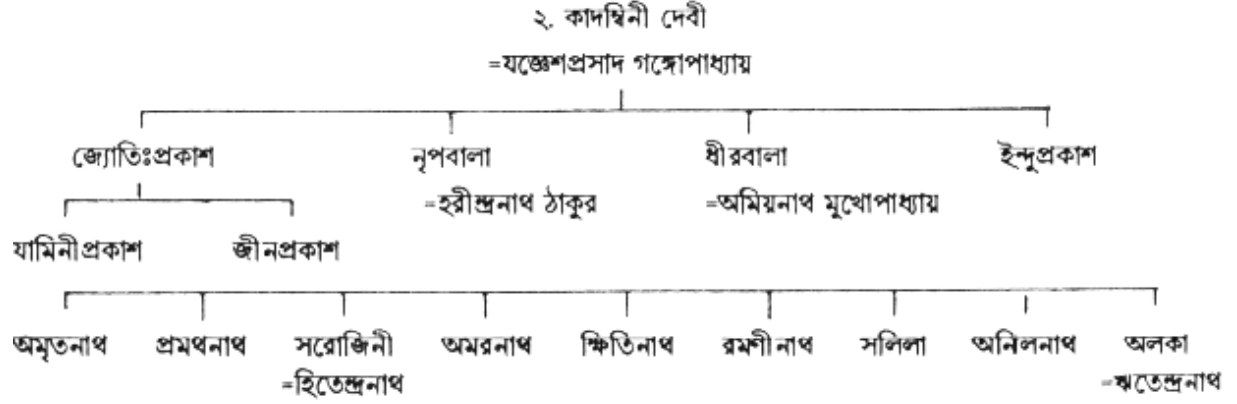 ২. কাদম্বিনী দেবী
=যজ্ঞেশপ্রসাদ গঙ্গোপাধ্যায়
জ্যোতিঃপ্রকাশ নৃপবালা ধীরবালা ইন্দুপ্রকাশ
=হরীন্দ্রনাথ ঠাকুর =অমিয়নাথ মুখোপাধ্যায়
যামিনীপ্রকাশ জীনপ্রকাশ
অমৃতনাথ প্রমথনাথ সরোজিনী অমরনাথ ক্ষিতিনাথ রমণীনাথ সলিলা অনিলনাথ অলকা
=হিতেন্দ্রনাথ =ঋতেন্দ্রনাথ